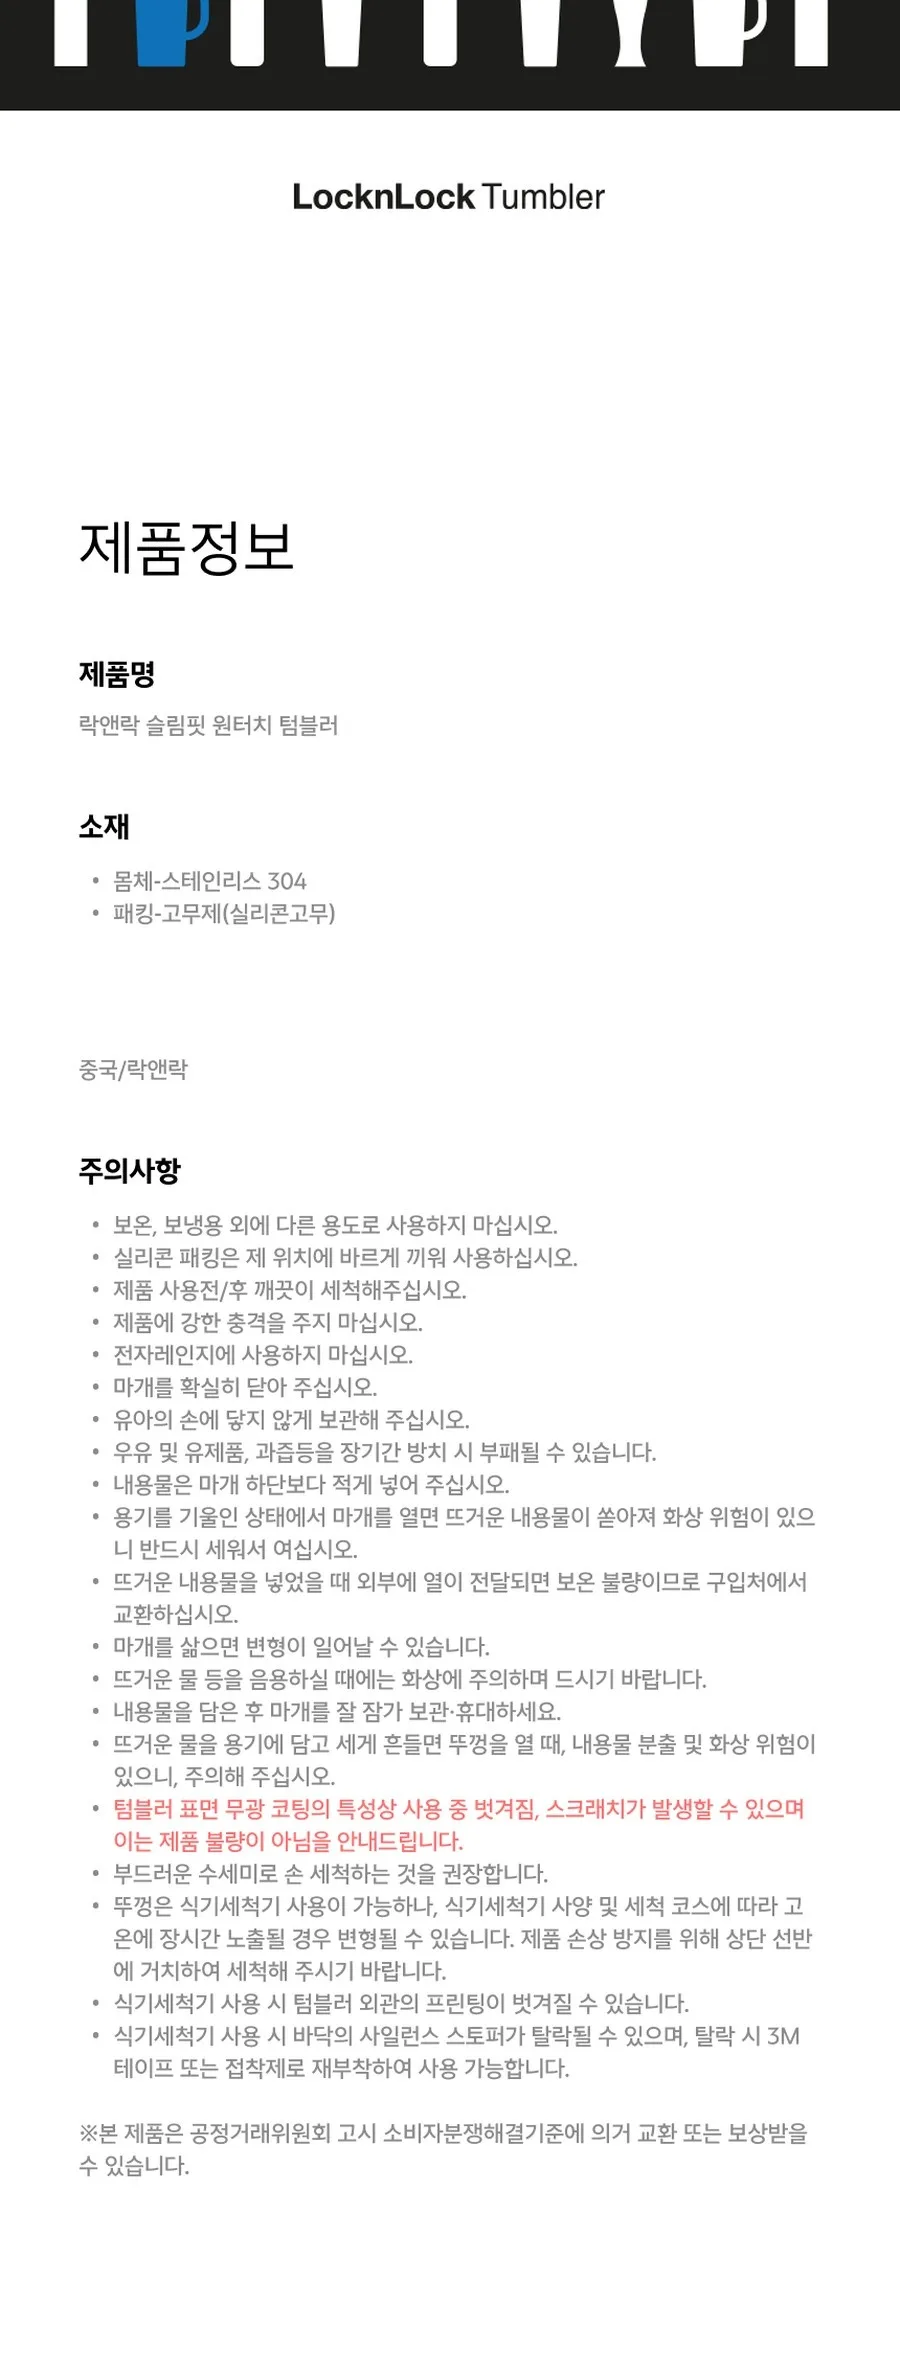 LocknLock Tumbler
제품정보
제품명
락앤락 슬림핏 원터치 텀블러
소재
• 몸체-스테인리스 304
• 패킹-고무제(실리콘고무)
중국/락앤락
주의사항
• 보온, 보냉용 외에 다른 용도로 사용하지 마십시오.
• 실리콘 패킹은 제 위치에 바르게 끼워 사용하십시오.
• 제품 사용전/후 깨끗이 세척해주십시오.
• 제품에 강한 충격을 주지 마십시오.
• 전자레인지에 사용하지 마십시오.
• 마개를 확실히 닫아 주십시오.
• 유아의 손에 닿지 않게 보관해 주십시오.
• 우유 및 유제품, 과즙등을 장기간 방치 시 부패될 수 있습니다.
• 내용물은 마개 하단보다 적게 넣어 주십시오.
• 용기를 기울인 상태에서 마개를 열면 뜨거운 내용물이 쏟아져 화상 위험이 있으
니 반드시 세워서 여십시오.
• 뜨거운 내용물을 넣었을 때 외부에 열이 전달되면 보온 불량이므로 구입처에서
교환하십시오.
• 마개를 삶으면 변형이 일어날 수 있습니다.
• 뜨거운 물 등을 음용하실 때에는 화상에 주의하며 드시기 바랍니다.
• 내용물을 담은 후 마개를 잘 잠가 보관·휴대하세요.
• 뜨거운 물을 용기에 담고 세게 흔들면 뚜껑을 열 때, 내용물 분출 및 화상 위험이
있으니, 주의해 주십시오.
• 텀블러 표면 무광 코팅의 특성상 사용 중 벗겨짐, 스크래치가 발생할 수 있으며
이는 제품 불량이 아님을 안내드립니다.
• 부드러운 수세미로 손 세척하는 것을 권장합니다.
• 뚜껑은 식기세척기 사용이 가능하나, 식기세척기 사양 및 세척 코스에 따라 고
온에 장시간 노출될 경우 변형될 수 있습니다. 제품 손상 방지를 위해 상단 선반
에 거치하여 세척해 주시기 바랍니다.
• 식기세척기 사용 시 텀블러 외관의 프린팅이 벗겨질 수 있습니다.
• 식기세척기 사용 시 바닥의 사일런스 스토퍼가 탈락될 수 있으며, 탈락 시 3M
테이프 또는 접착제로 재부착하여 사용 가능합니다.
※본 제품은 공정거래위원회 고시 소비자분쟁해결기준에 의거 교환 또는 보상받을
수 있습니다.